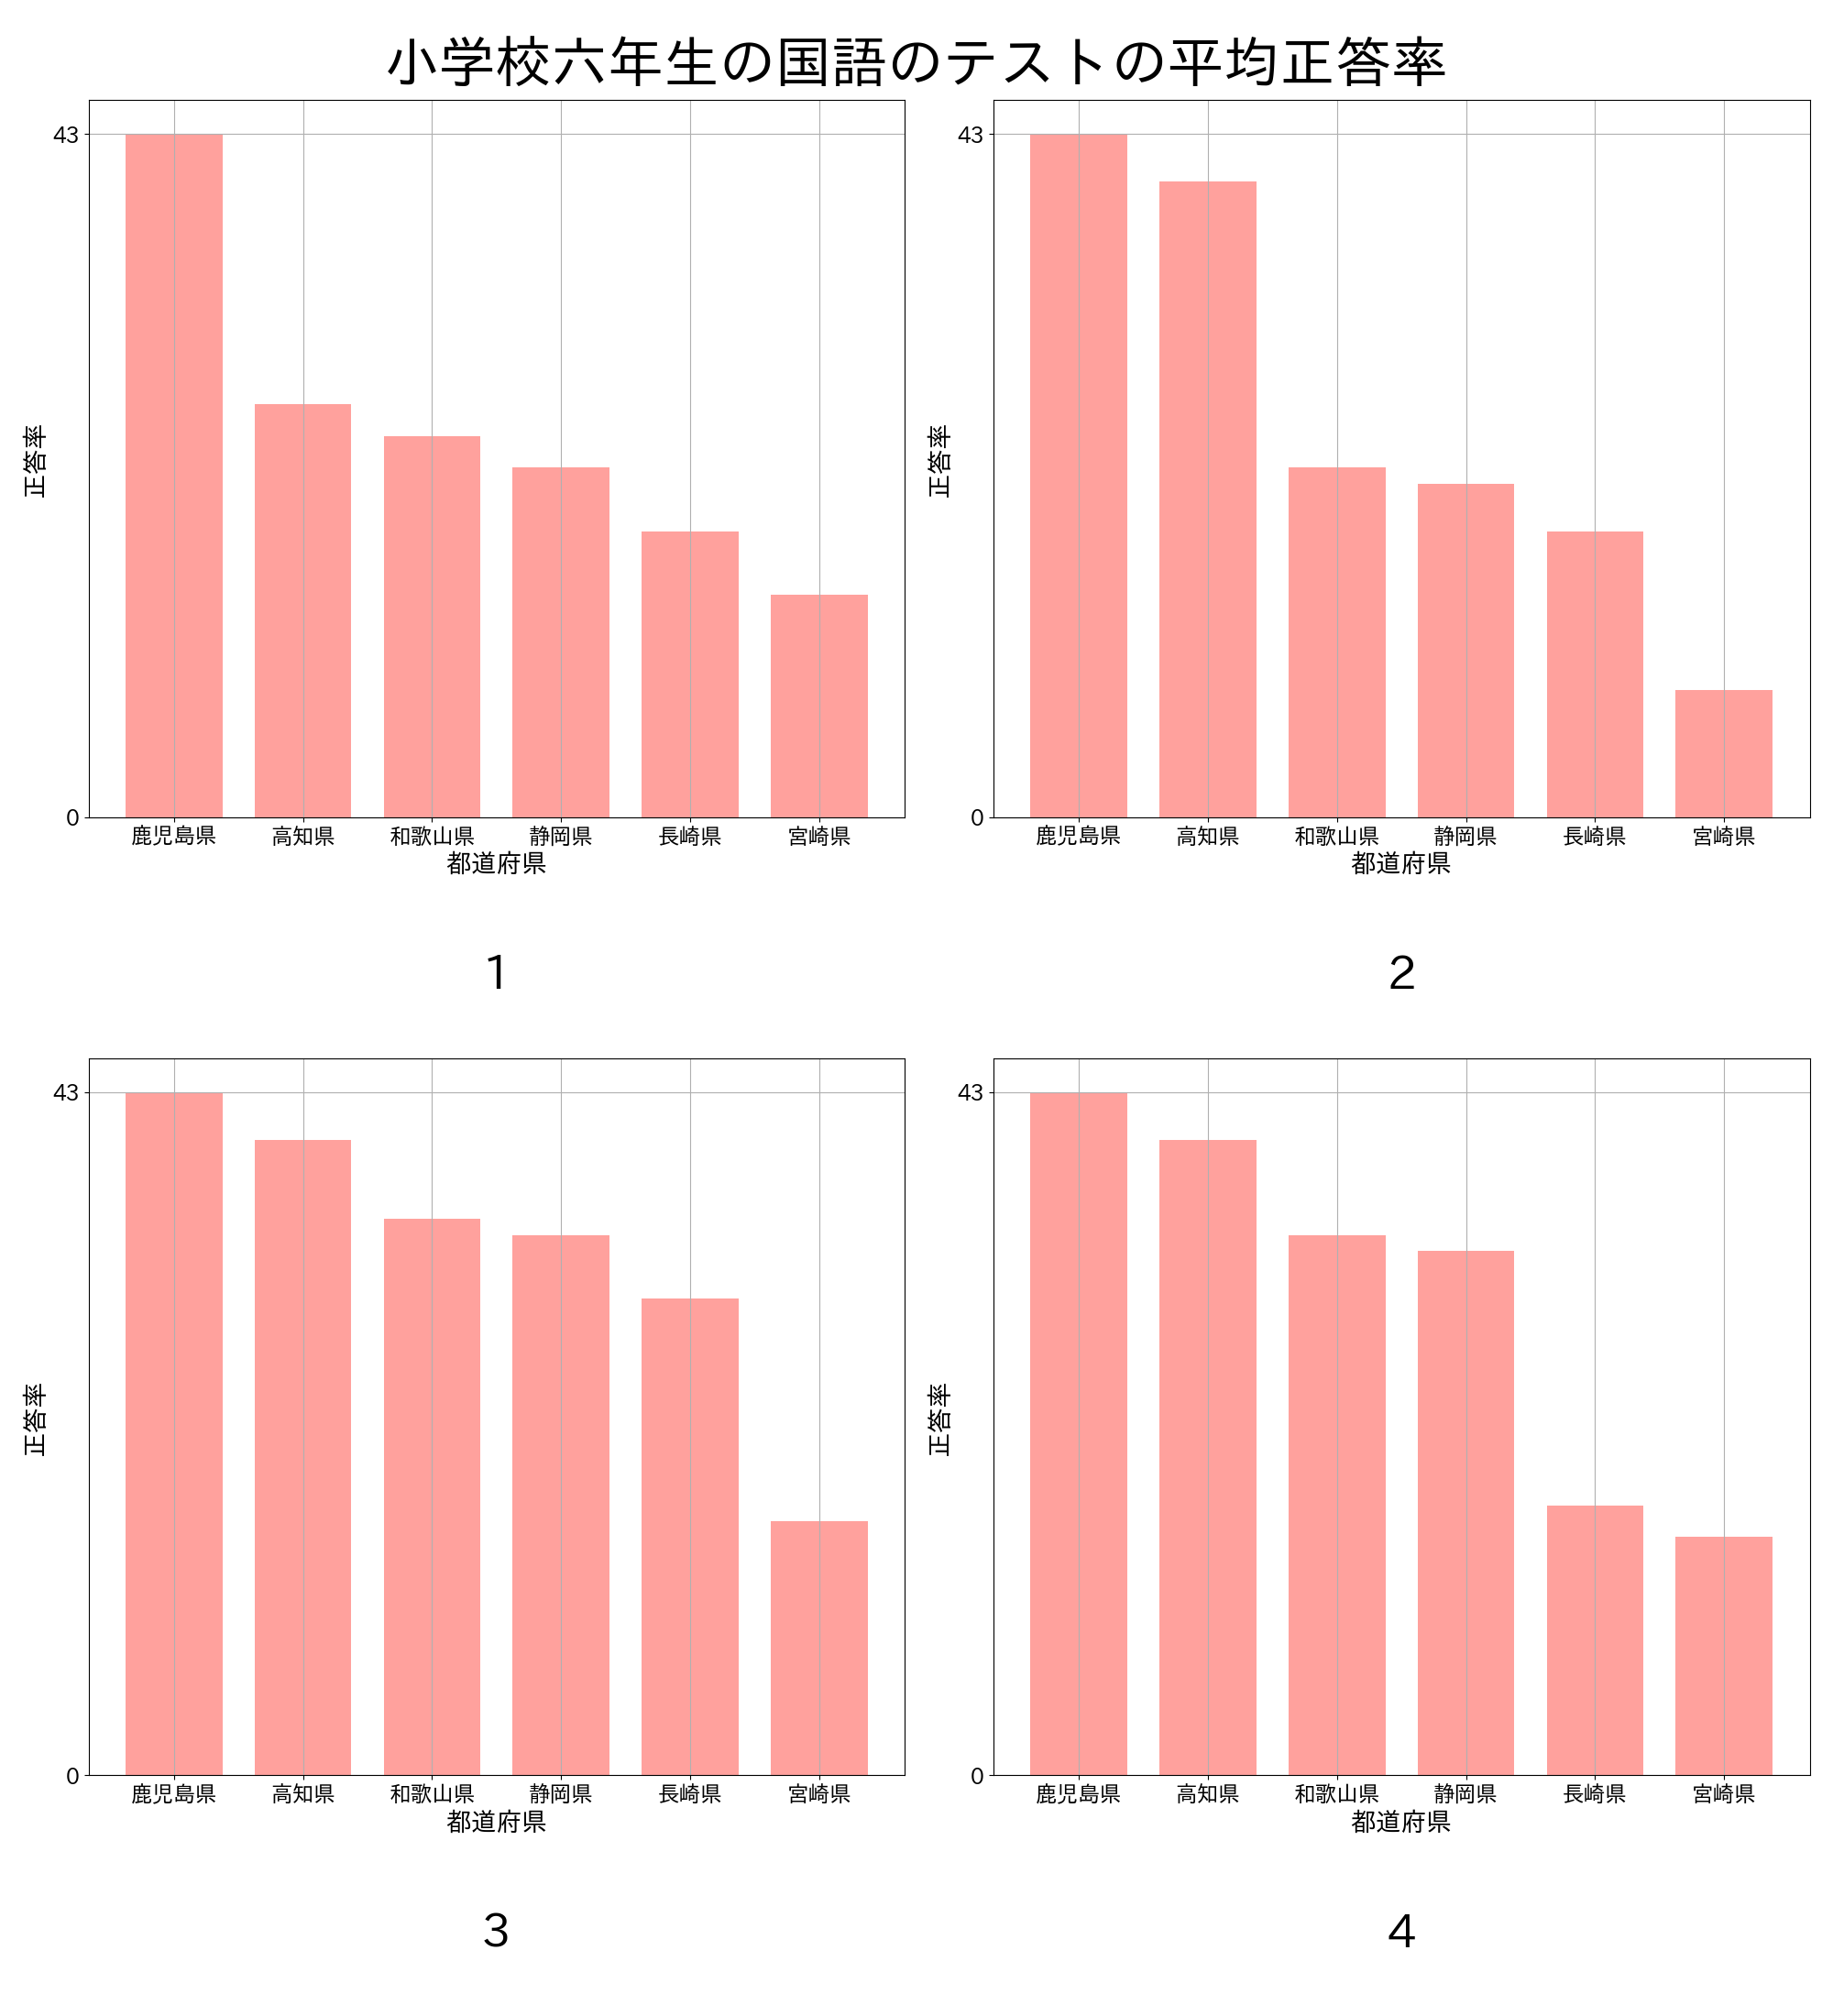 小学校六年生の国語のテストの平均正答率
43
0
正答率
鹿児島県 高知県 和歌山県 静岡県 長崎県 宮崎県
都道府県
1
43
0
正答率
鹿児島県 高知県 和歌山県 静岡県 長崎県 宮崎県
都道府県
2
43
0
正答率
鹿児島県 高知県 和歌山県 静岡県 長崎県 宮崎県
都道府県
3
43
0
正答率
鹿児島県 高知県 和歌山県 静岡県 長崎県 宮崎県
都道府県
4